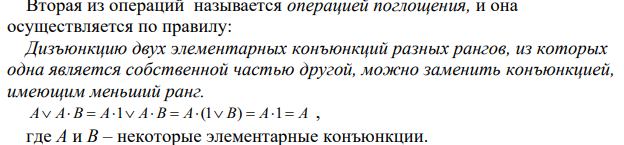 Вторая из операций называется операцией поглощения, и она
осуществляется по правилу:
Дизъюнкцию двух элементарных конъюнкций разных рангов, из которых
одна является собственной частью другой, можно заменить конъюнкцией,
имеющим меньший ранг.
A∨ A·B = A·1∨ A·B = A·(1∨ B) = A·1 = A ,
где A и B – некоторые элементарные конъюнкции.